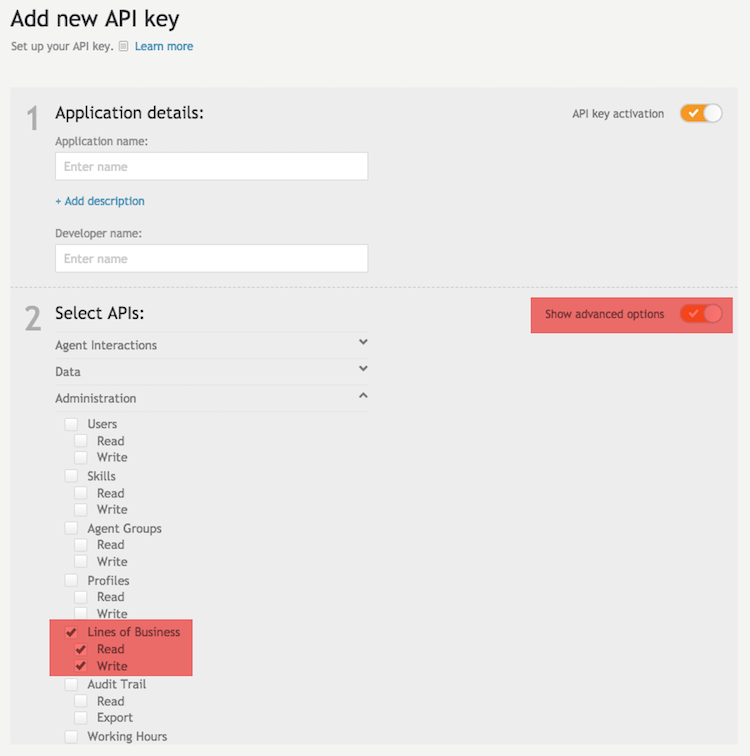 Add new API key
Set up your API key. Learn more
1 Application details: API key activation
Application name:
Enter name
+ Add description
Developer name:
Enter name
2 Select APIs: Show advanced options
Agent Interactions
Data
Administration
Users
Read
Write
Skills
Read
Write
Agent Groups
Read
Write
Profiles
Read
Write
Lines of Business
Read
Write
Audit Trail
Read
Export
Working Hours